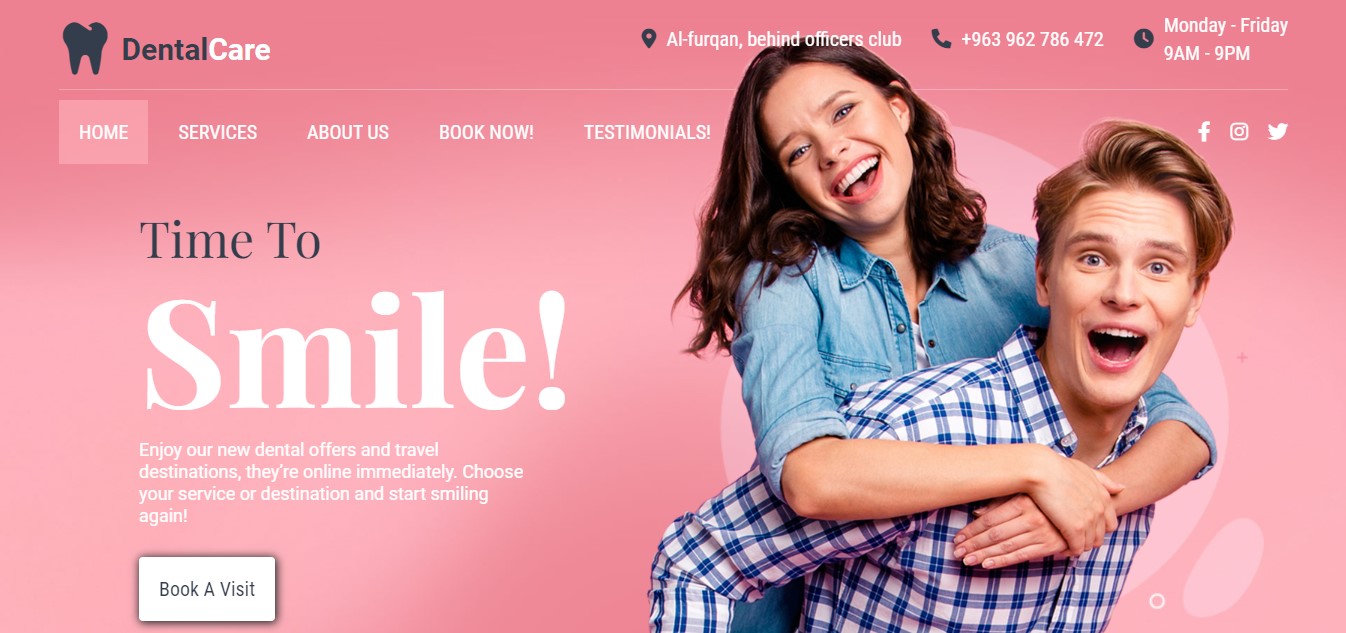 DentalCare
Al-furqan, behind officers club
+963 962 786 472
Monday - Friday
9AM - 9PM
HOME
SERVICES
ABOUT US
BOOK NOW!
TESTIMONIALS!
Time To
Smile!
Enjoy our new dental offers and travel
destinations, they're online immediately. Choose
your service or destination and start smiling
again!
Book A Visit